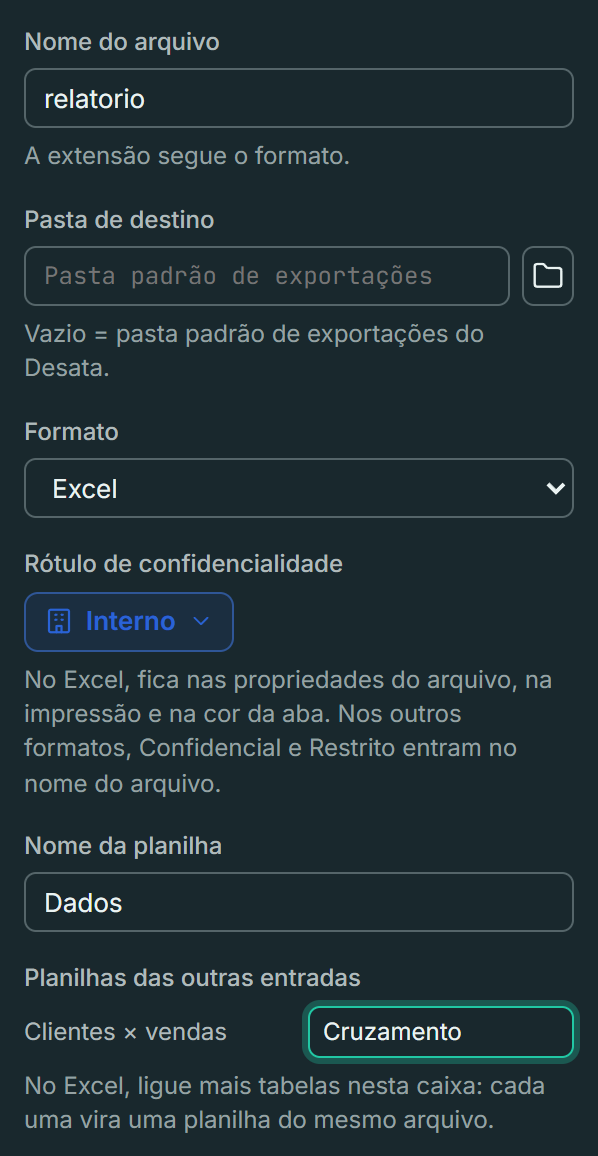 Nome do arquivo
relatorio
A extensão segue o formato.
Pasta de destino
Pasta padrão de exportações
Vazio = pasta padrão de exportações do
Desata.
Formato
Excel
Rótulo de confidencialidade
Interno
No Excel, fica nas propriedades do arquivo, na
impressão e na cor da aba. Nos outros
formatos, Confidencial e Restrito entram no
nome do arquivo.
Nome da planilha
Dados
Planilhas das outras entradas
Clientes × vendas
Cruzamento
No Excel, ligue mais tabelas nesta caixa: cada
uma vira uma planilha do mesmo arquivo.